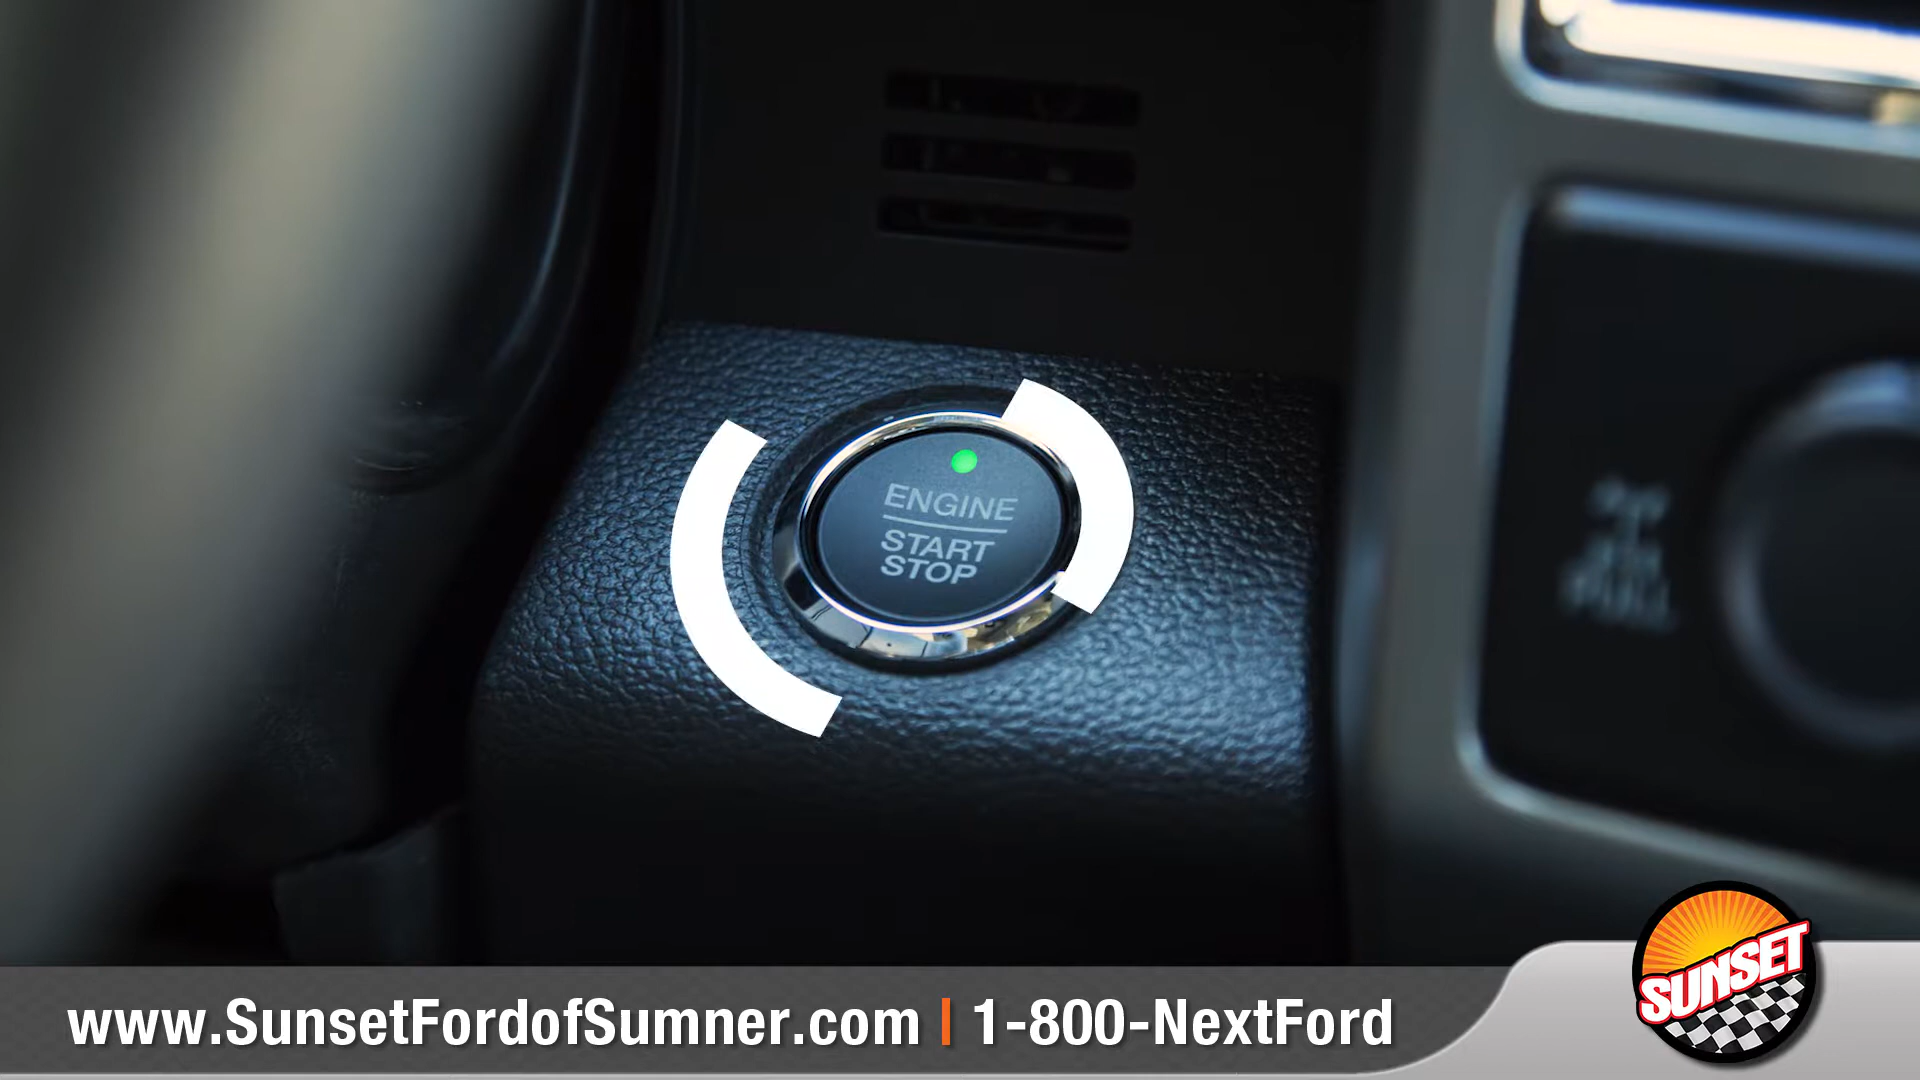 ENGINE
START
STOP
www.SunsetFordofSumner.com | 1-800-NextFord
SUNSET